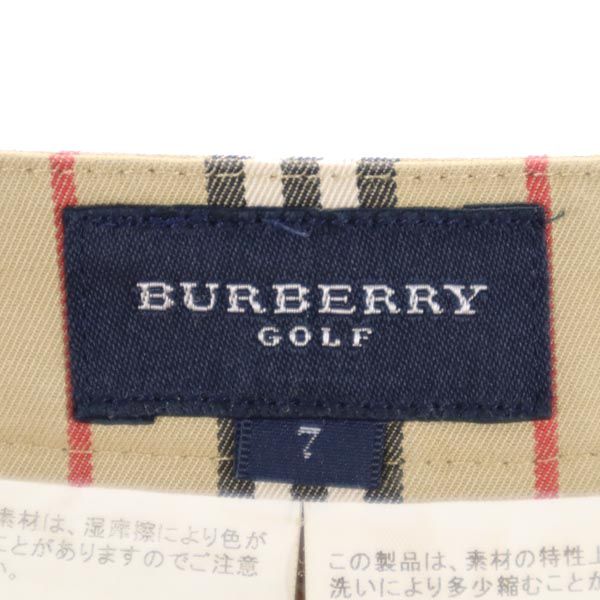 BURBERRY
GOLF
7
素材は、湿摩擦により色が
ことがありますのでご注意
い。
この製品は、素材の特性上
洗いにより多少縮むことが